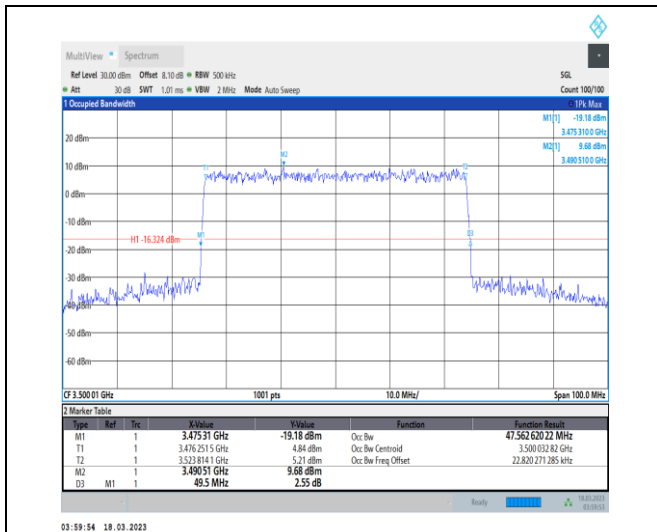 MultiView Spectrum
Ref Level 30.00 dBm Offset 8.10 dB RBW 500 kHz SGL
Att 30 dB SWT 1.01 ms VBW 2 MHz Mode Auto Sweep Count 100/100
1 Occupied Bandwidth 1Pk Max
M1[1] -19.18 dBm
3.475 310 0 GHz
M2[1] 9.68 dBm
3.490 510 0 GHz
20 dBm
10 dBm
0 dBm
-10 dBm
-20 dBm
-30 dBm
-40 dBm
-50 dBm
-60 dBm
T1
M2
T2
M1
D3
H1 -16.324 dBm
CF 3.500 01 GHz 1001 pts 10.0 MHz/ Span 100.0 MHz
2 Marker Table
Type Ref Trc X-Value Y-Value Function Function Result
M1 1 3.475 31 GHz -19.18 dBm Occ Bw 47.562 620 22 MHz
T1 1 3.476 251 5 GHz 4.84 dBm Occ Bw Centroid 3.500 032 82 GHz
T2 1 3.523 814 1 GHz 5.21 dBm Occ Bw Freq Offset 22.820 271 285 kHz
M2 1 3.490 51 GHz 9.68 dBm
D3 M1 1 49.5 MHz 2.55 dB
Ready 18.03.2023
03:59:53
03:59:54 18.03.2023